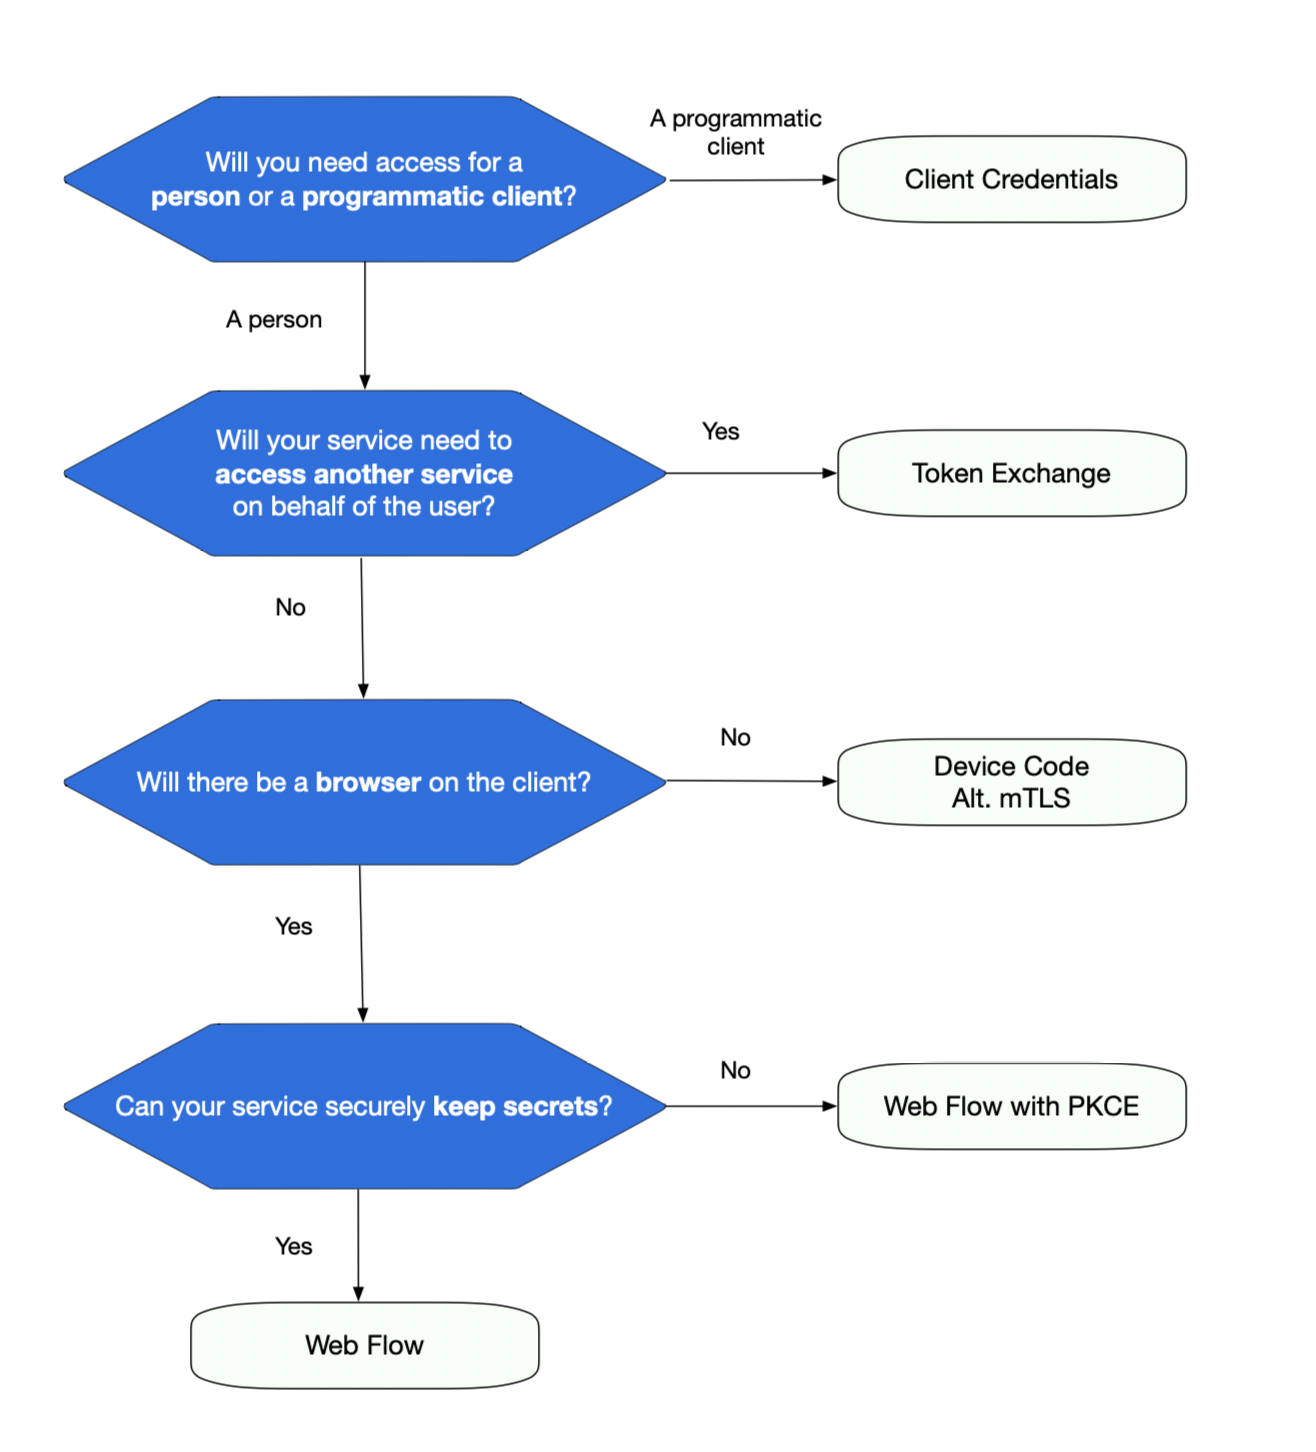 Will you need access for a
person or a programmatic client?
A programmatic
client
Client Credentials
A person
Will your service need to
access another service
on behalf of the user?
Yes
Token Exchange
No
Will there be a browser on the client?
No
Device Code
Alt. mTLS
Yes
Can your service securely keep secrets?
No
Web Flow with PKCE
Yes
Web Flow